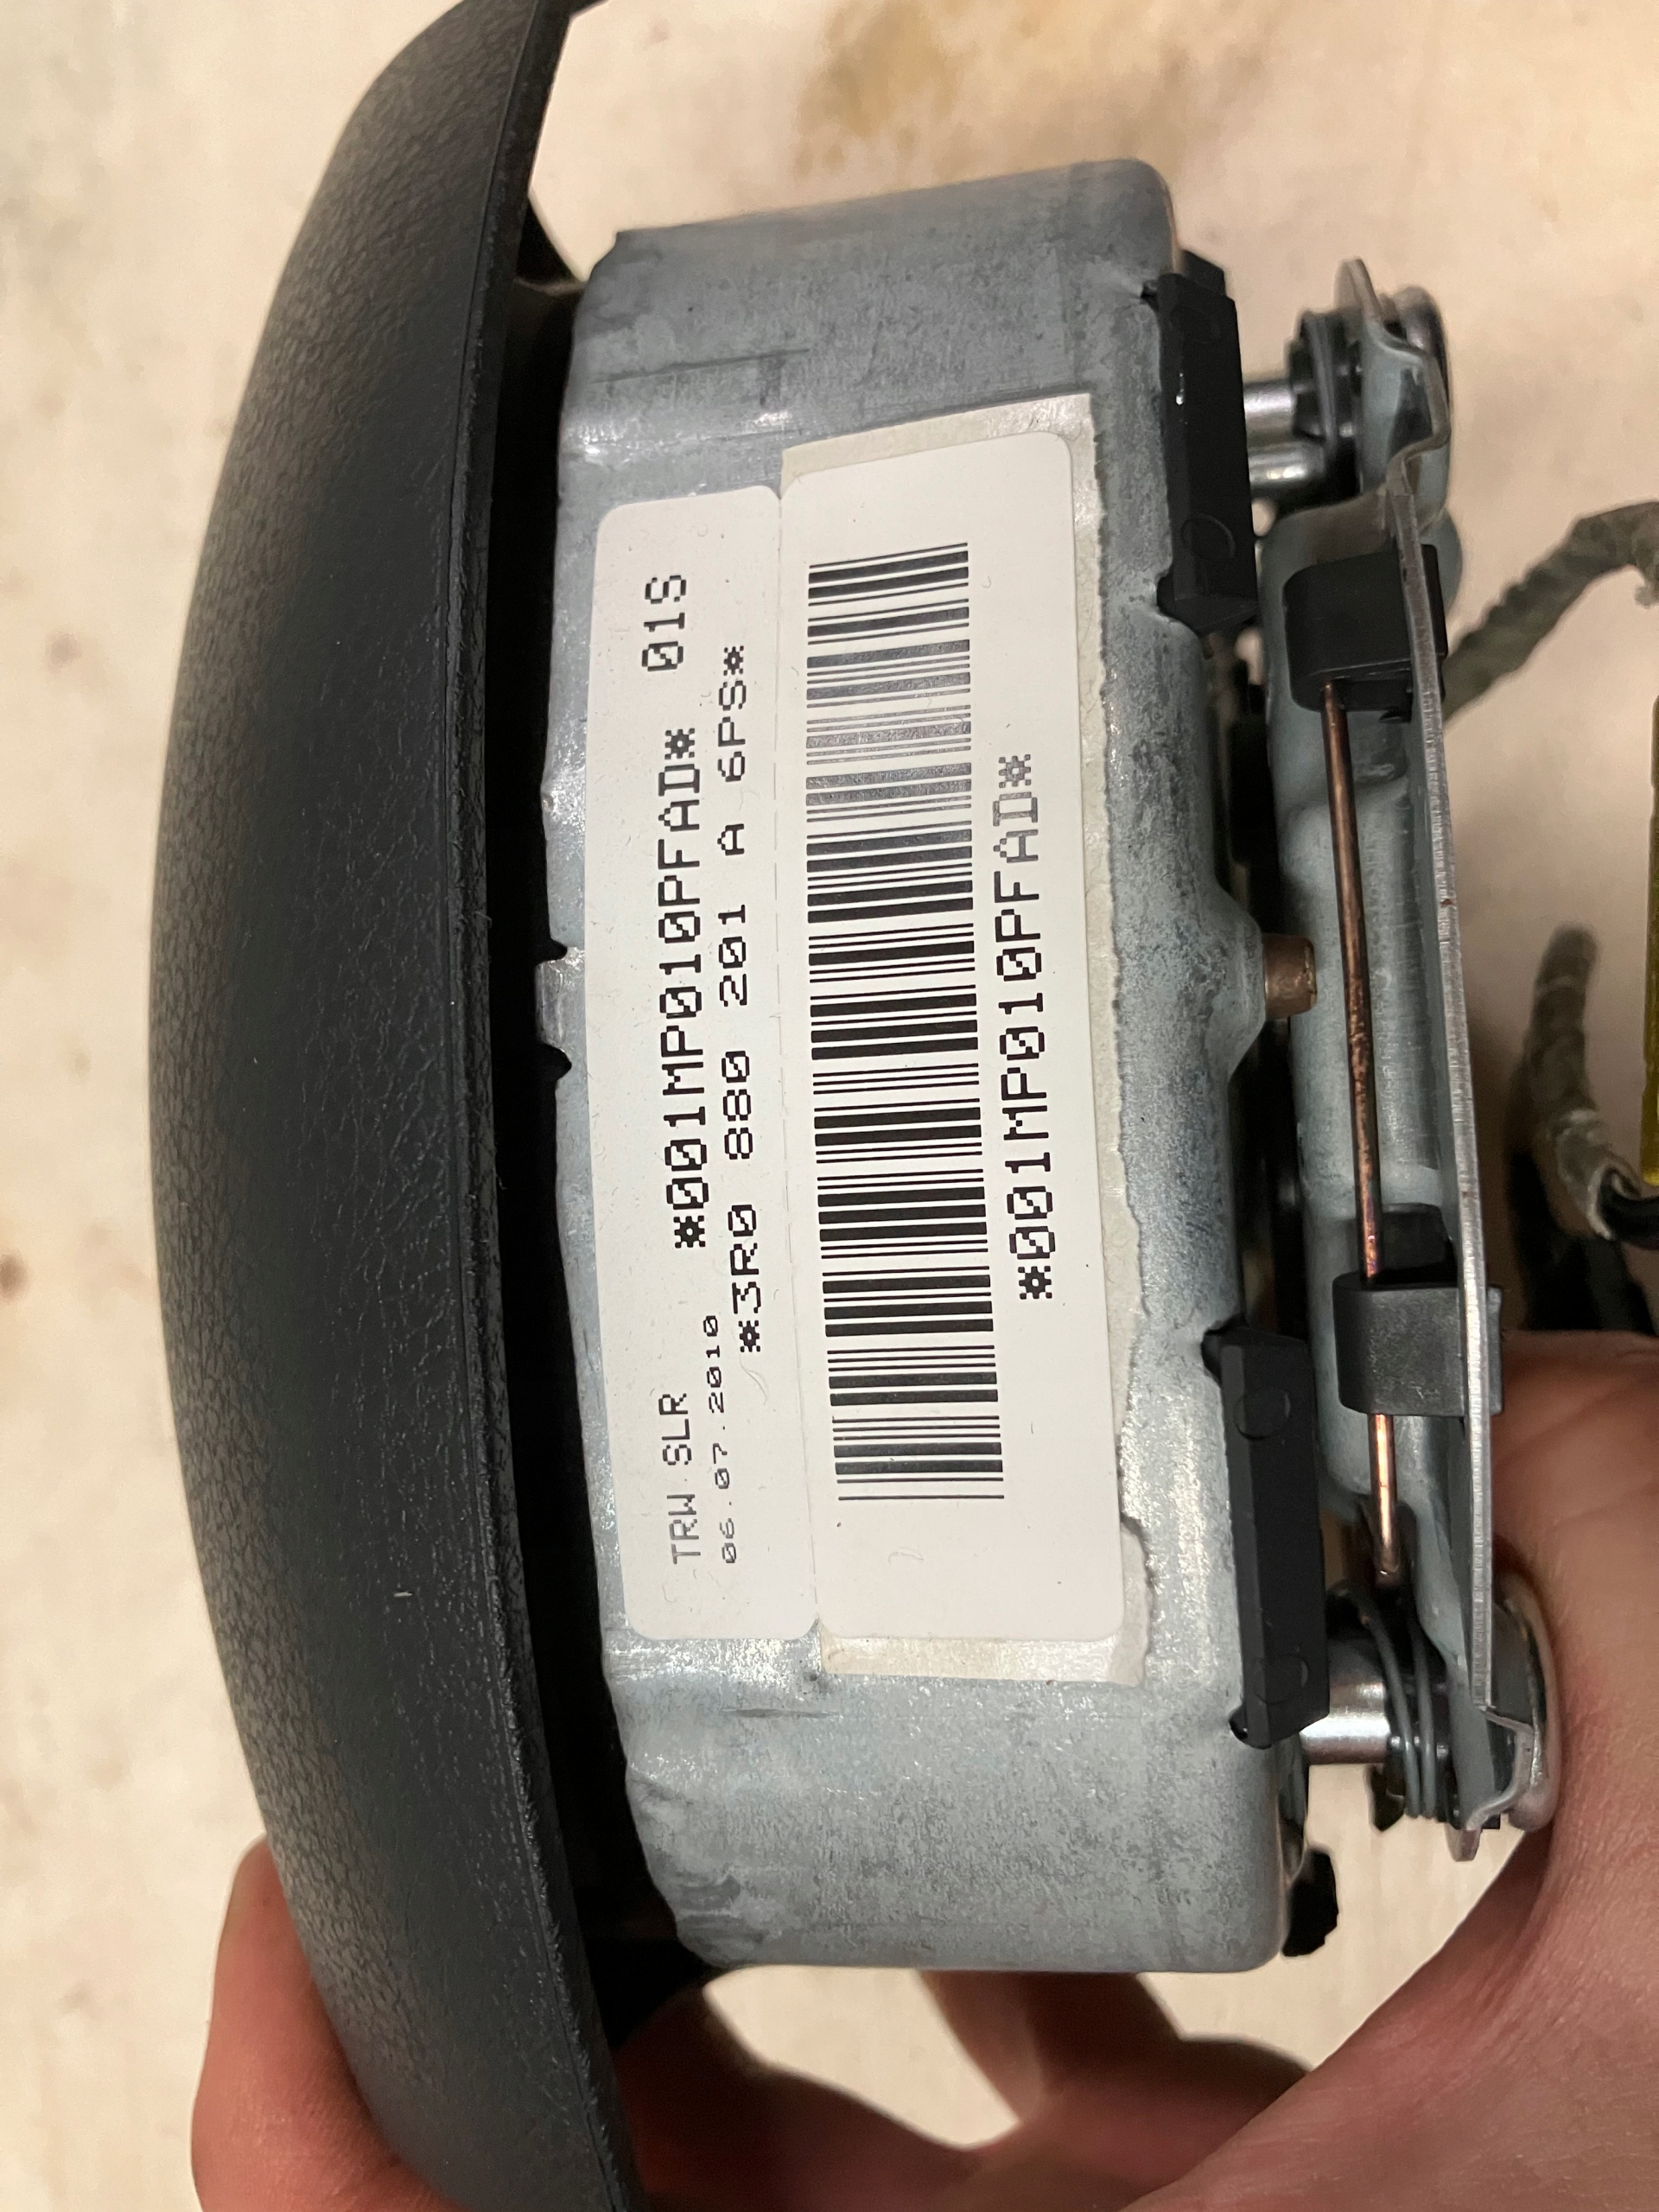 TRW SLR *001MP010PFAD* 01S
06.07.2010 *3R0 880 201 A 6PS*
*001MP010PFAD*